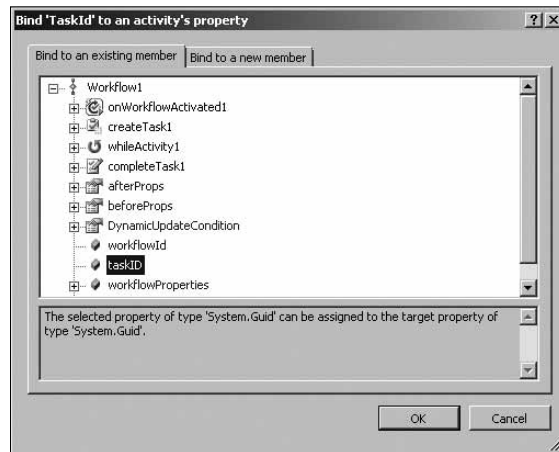 Bind 'TaskId' to an activity's property
Bind to an existing member Bind to a new member
Workflow1
onWorkflowActivated1
createTask1
whileActivity1
completeTask1
afterProps
beforeProps
DynamicUpdateCondition
workflowId
taskID
workflowProperties
The selected property of type 'System.Guid' can be assigned to the target property of
type 'System.Guid'.
OK Cancel